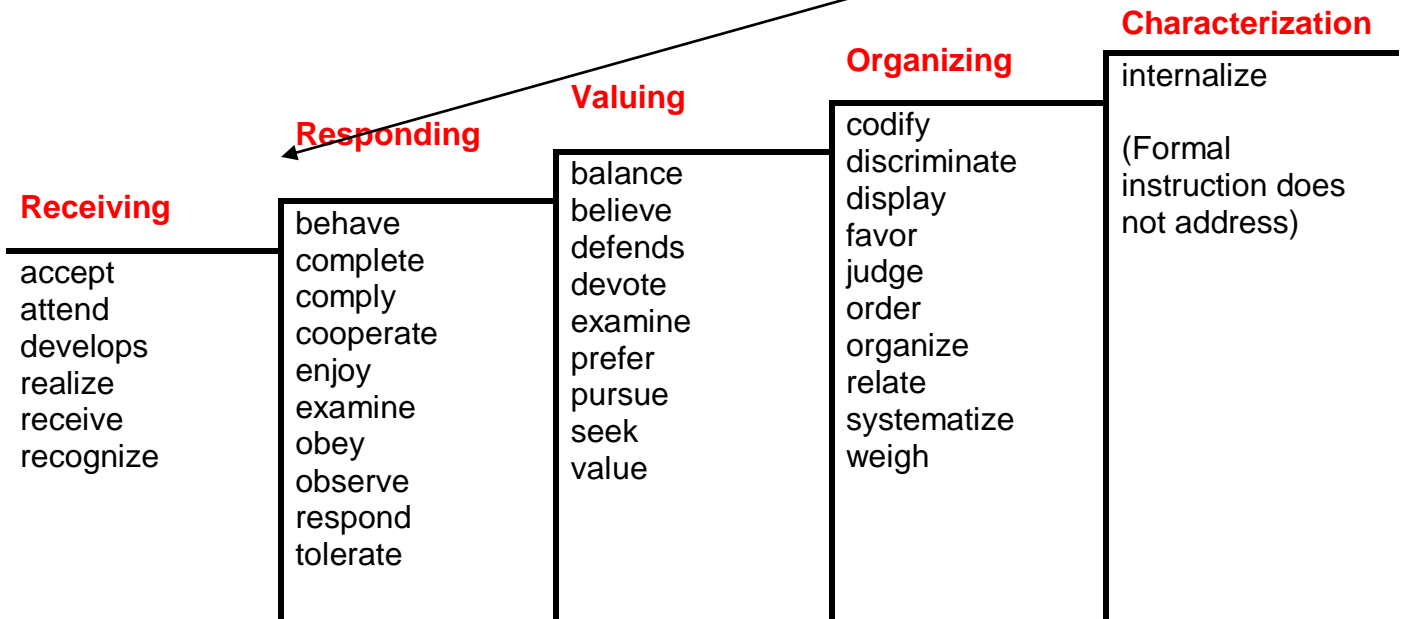 Receiving
accept
attend
develops
realize
receive
recognize
Responding
behave
complete
comply
cooperate
enjoy
examine
obey
observe
respond
tolerate
Valuing
balance
believe
defends
devote
examine
prefer
pursue
seek
value
Organizing
codify
discriminate
display
favor
judge
order
organize
relate
systematize
weigh
Characterization
internalize
(Formal
instruction does
not address)